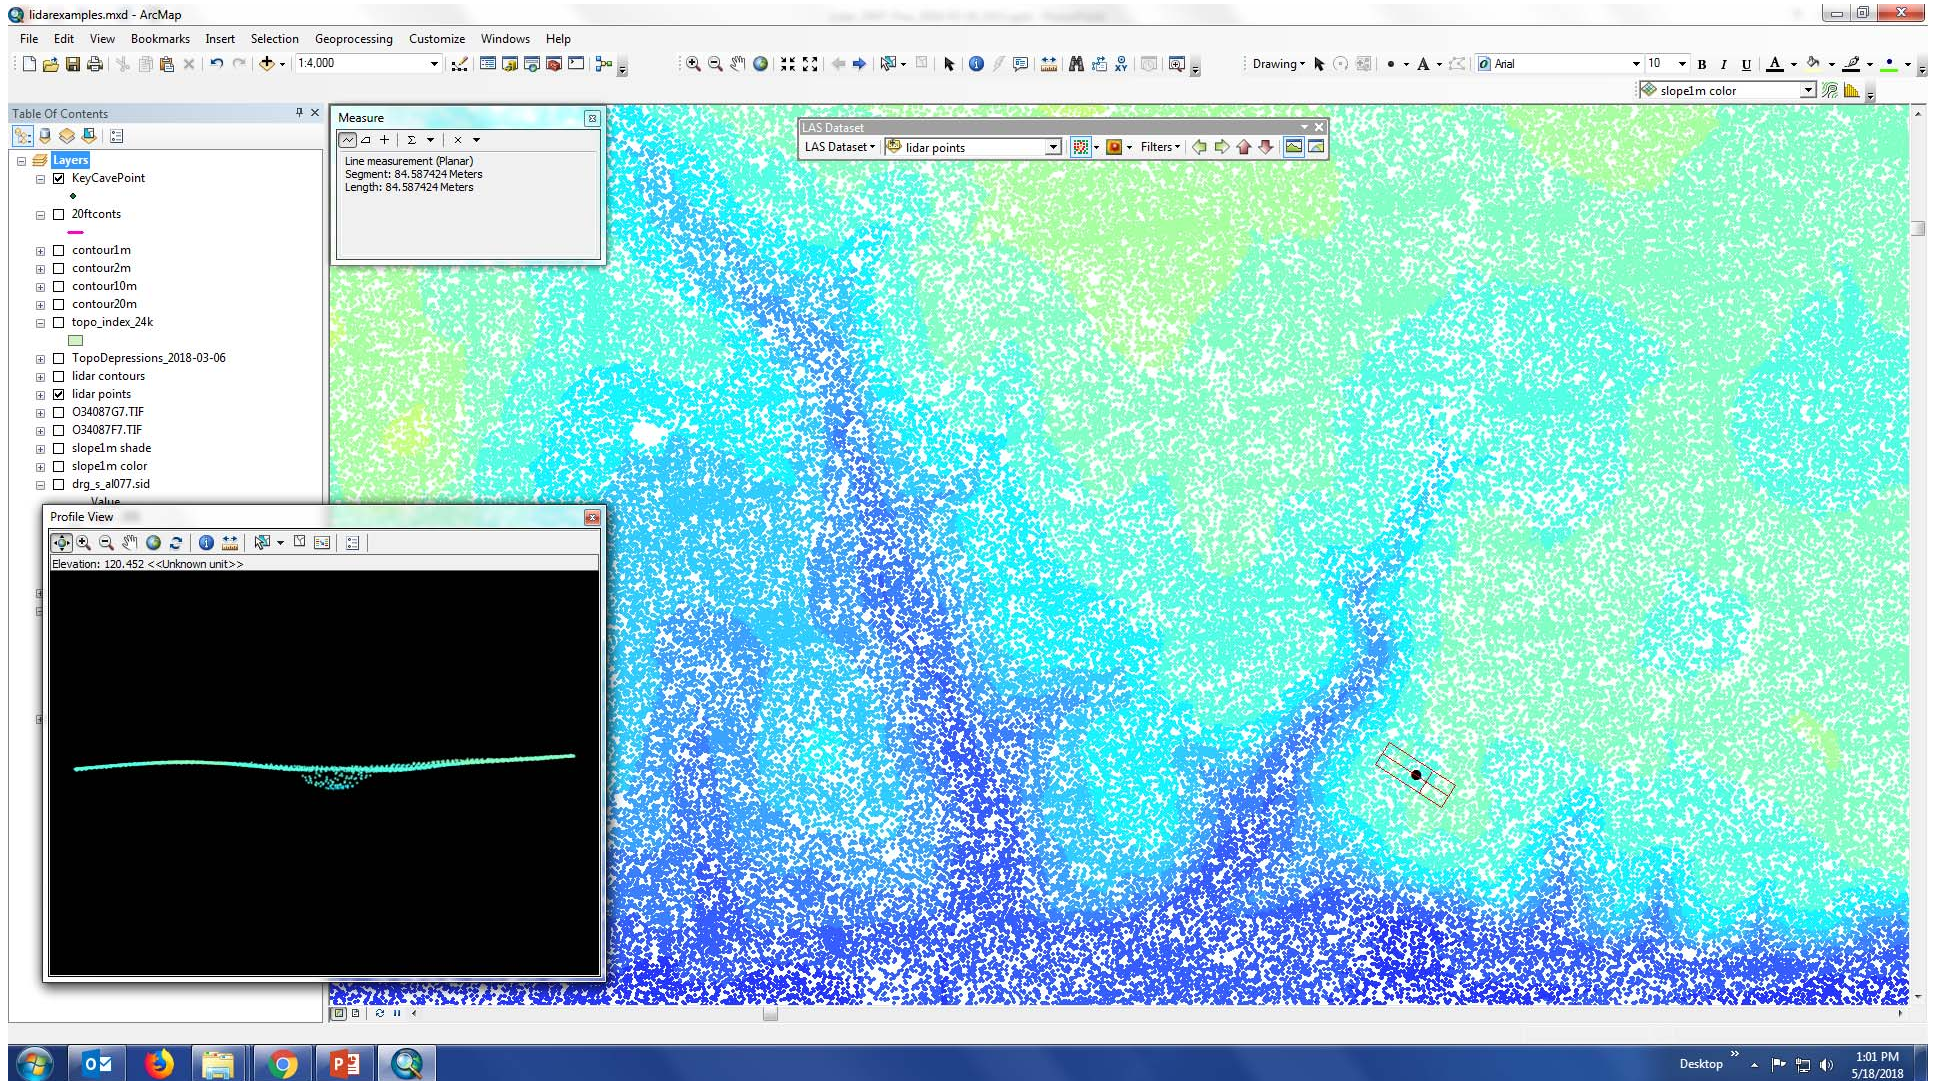 lidarexamples.mxd - ArcMap
File Edit View Bookmarks Insert Selection Geoprocessing Customize Windows Help
1:4,000
Drawing
Arial
10
B I U A
slope1m color
Table Of Contents
Layers
KeyCavePoint
20ftconts
contour1m
contour2m
contour10m
contour20m
topo_index_24k
TopoDepressions_2018-03-06
lidar contours
lidar points
O34087G7.TIF
O34087F7.TIF
slope1m shade
slope1m color
drg_s_al077.sid
Value
Measure
Line measurement (Planar)
Segment: 84.587424 Meters
Length: 84.587424 Meters
LAS Dataset
LAS Dataset lidar points Filters
Profile View
Elevation: 120.452 <<Unknown unit>>
Desktop
1:01 PM
5/18/2018